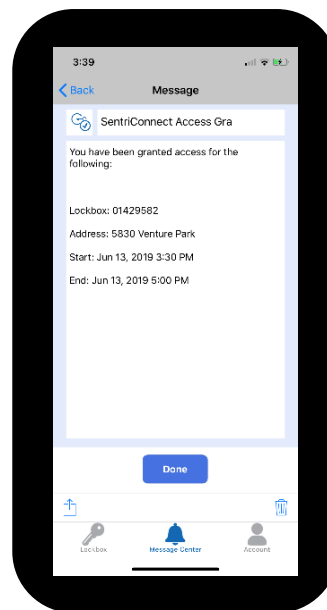 3:39
Back
Message
SentriConnect Access Gra
You have been granted access for the
following:
Lockbox: 01429582
Address: 5830 Venture Park
Start: Jun 13, 2019 3:30 PM
End: Jun 13, 2019 5:00 PM
Done
Lockbox
Message Center
Account